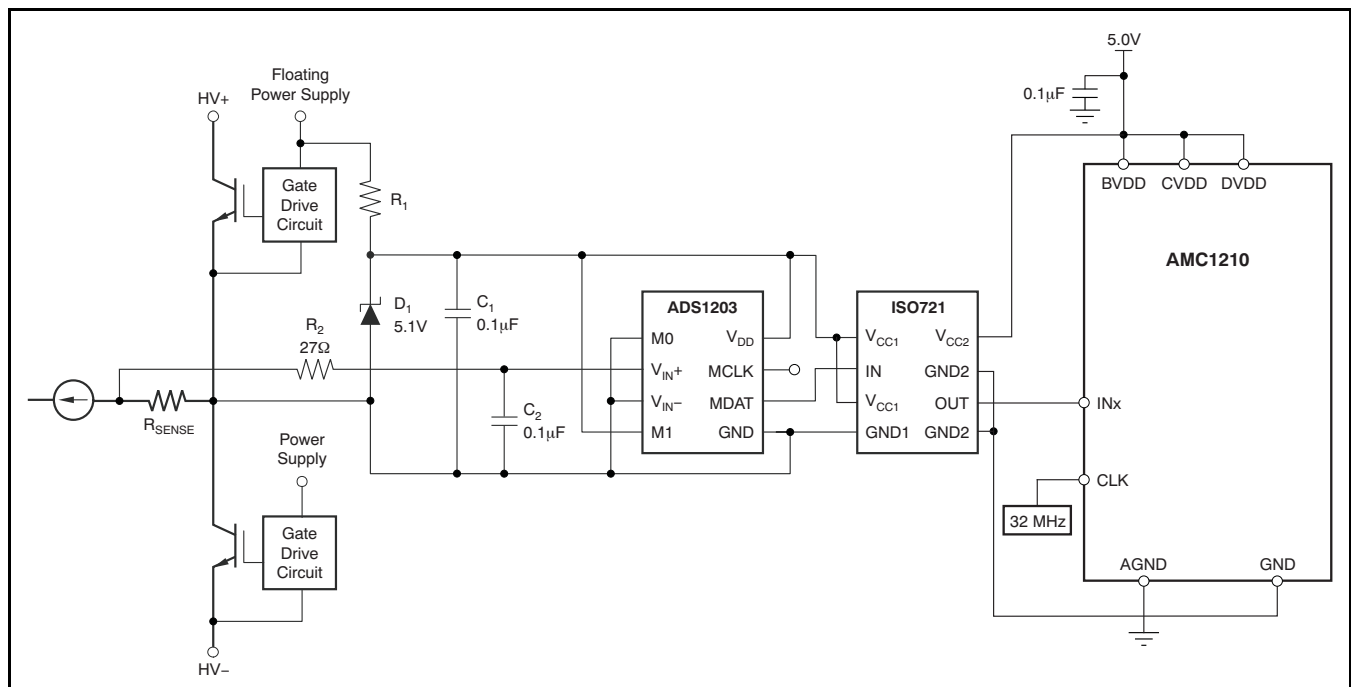 5.0V
0.1μF
HV+
Floating
Power Supply
Gate
Drive
Circuit
R1
BVDD CVDD DVDD
AMC1210
D1
5.1V
C1
0.1μF
R2
27Ω
RSENSE
ADS1203
M0 VDD
VIN+ MCLK
VIN− MDAT
M1 GND
C2
0.1μF
ISO721
VCC1 VCC2
IN GND2
VCC1 OUT
GND1 GND2
INx
CLK
32 MHz
AGND GND
Power
Supply
Gate
Drive
Circuit
HV−